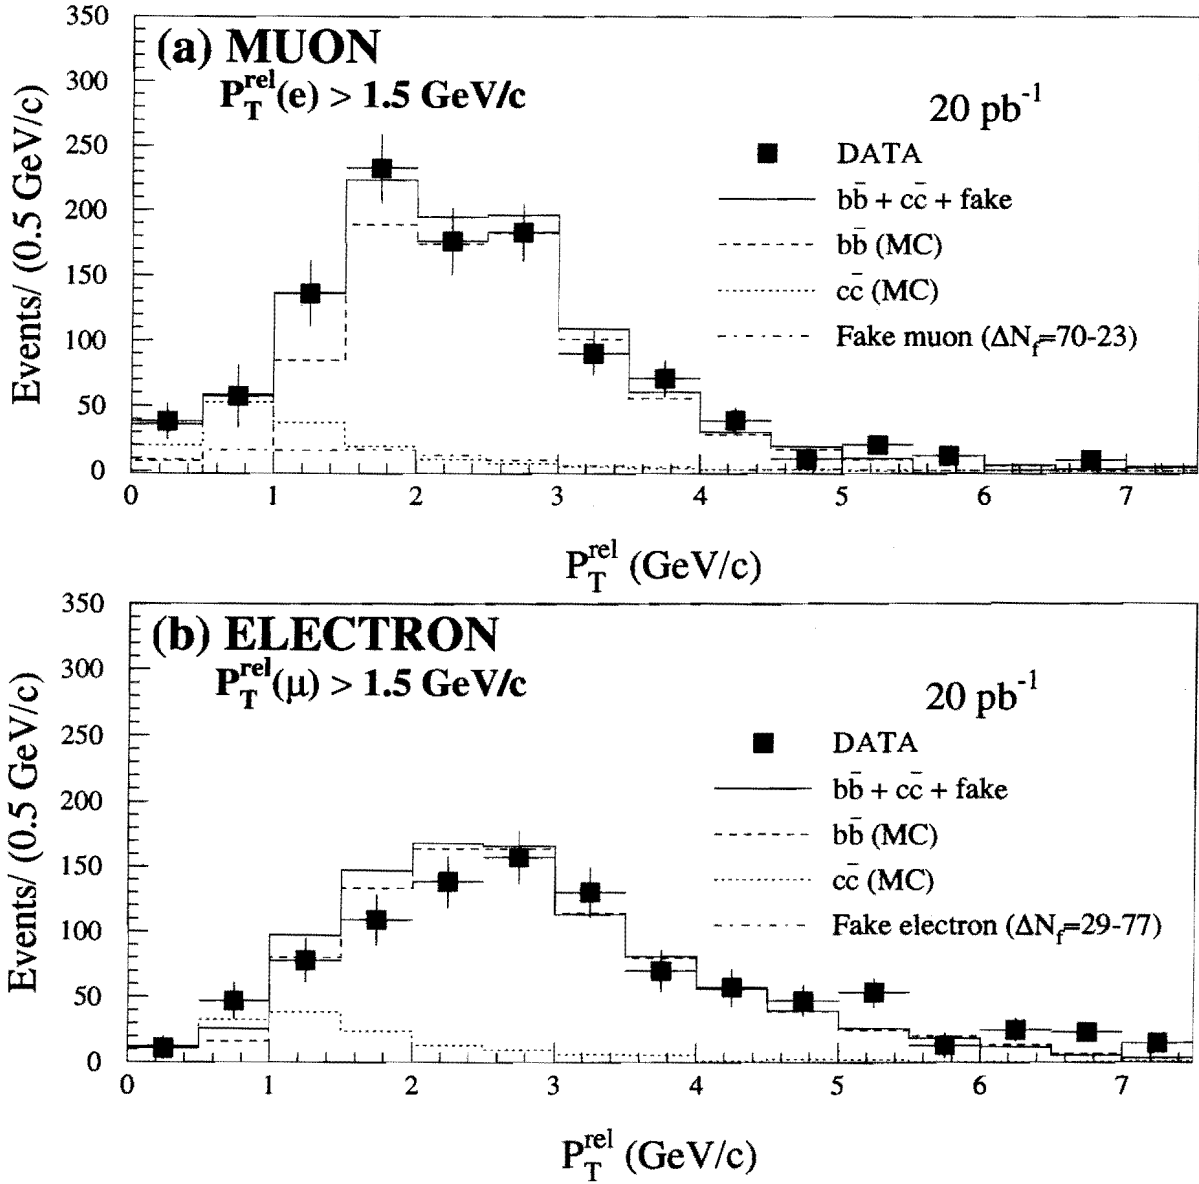 (a) MUON
P_T^rel(e) > 1.5 GeV/c
20 pb⁻¹
DATA
bb̄ + cc̄ + fake
bb̄ (MC)
cc̄ (MC)
Fake muon (ΔN_f=70-23)
Events/ (0.5 GeV/c)
350
300
250
200
150
100
50
0
0 1 2 3 4 5 6 7
P_T^rel (GeV/c)
(b) ELECTRON
P_T^rel(μ) > 1.5 GeV/c
20 pb⁻¹
DATA
bb̄ + cc̄ + fake
bb̄ (MC)
cc̄ (MC)
Fake electron (ΔN_f=29-77)
Events/ (0.5 GeV/c)
350
300
250
200
150
100
50
0
0 1 2 3 4 5 6 7
P_T^rel (GeV/c)